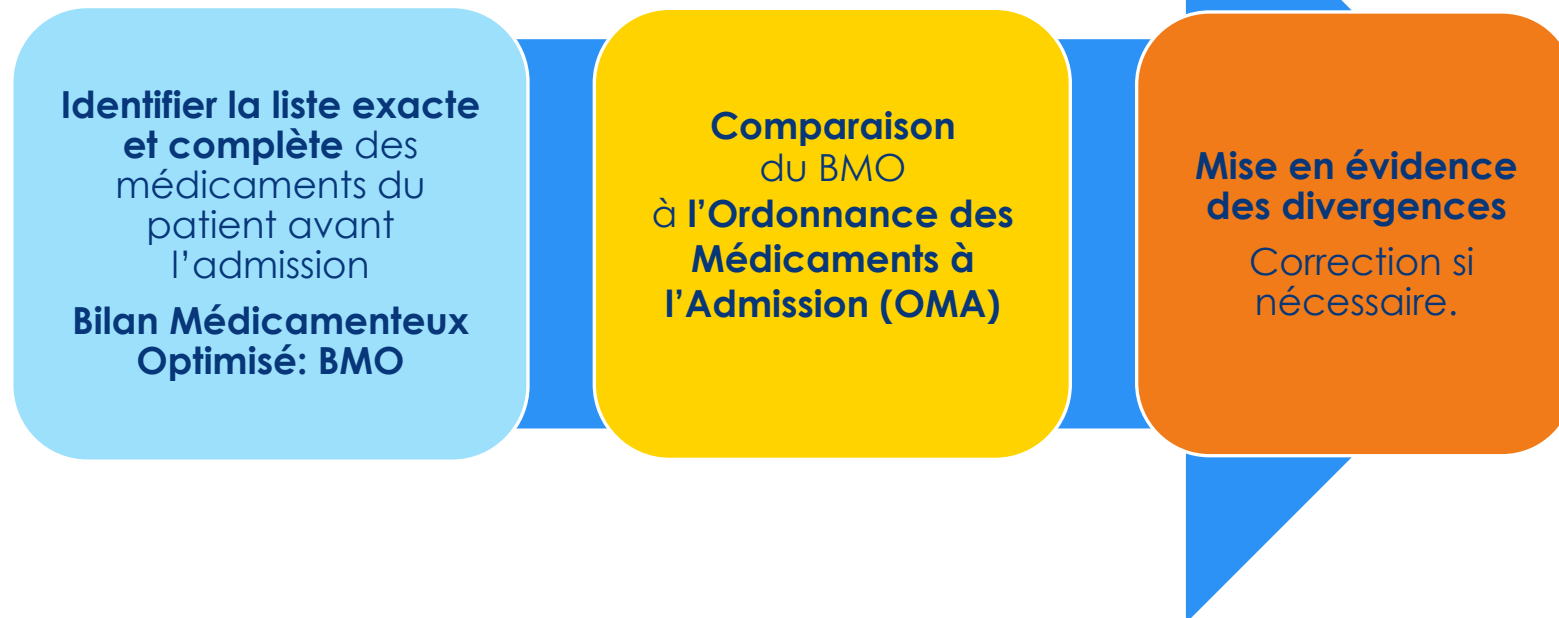 Identifier la liste exacte
et complète des
médicaments du
patient avant
l’admission
Bilan Médicamenteux
Optimisé: BMO
Comparaison
du BMO
à l’Ordonnance des
Médicaments à
l’Admission (OMA)
Mise en évidence
des divergences
Correction si
nécessaire.